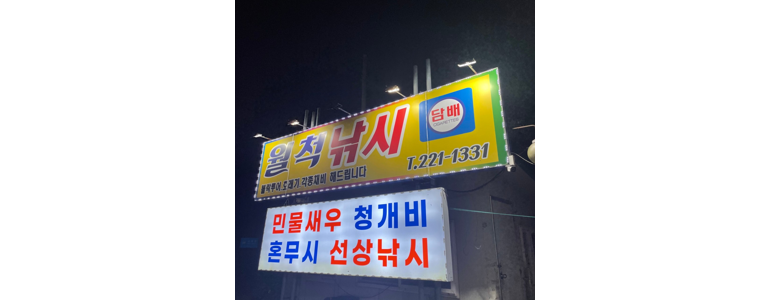 월척낚시
담배
T.221-1331
민물새우 청개비
혼무시 선상낚시